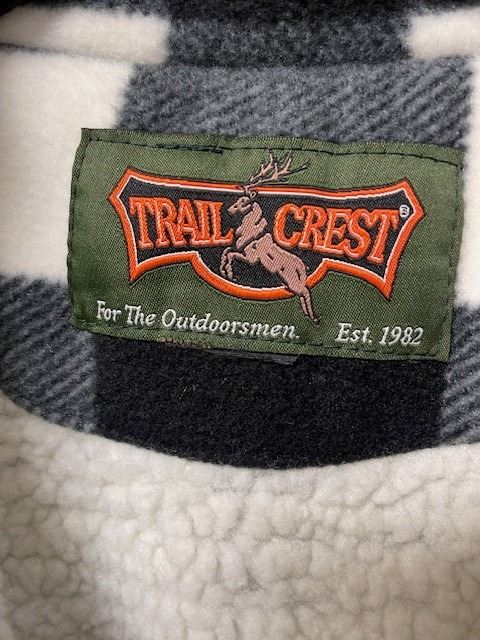 TRAIL CREST®
For The Outdoorsmen. Est. 1982